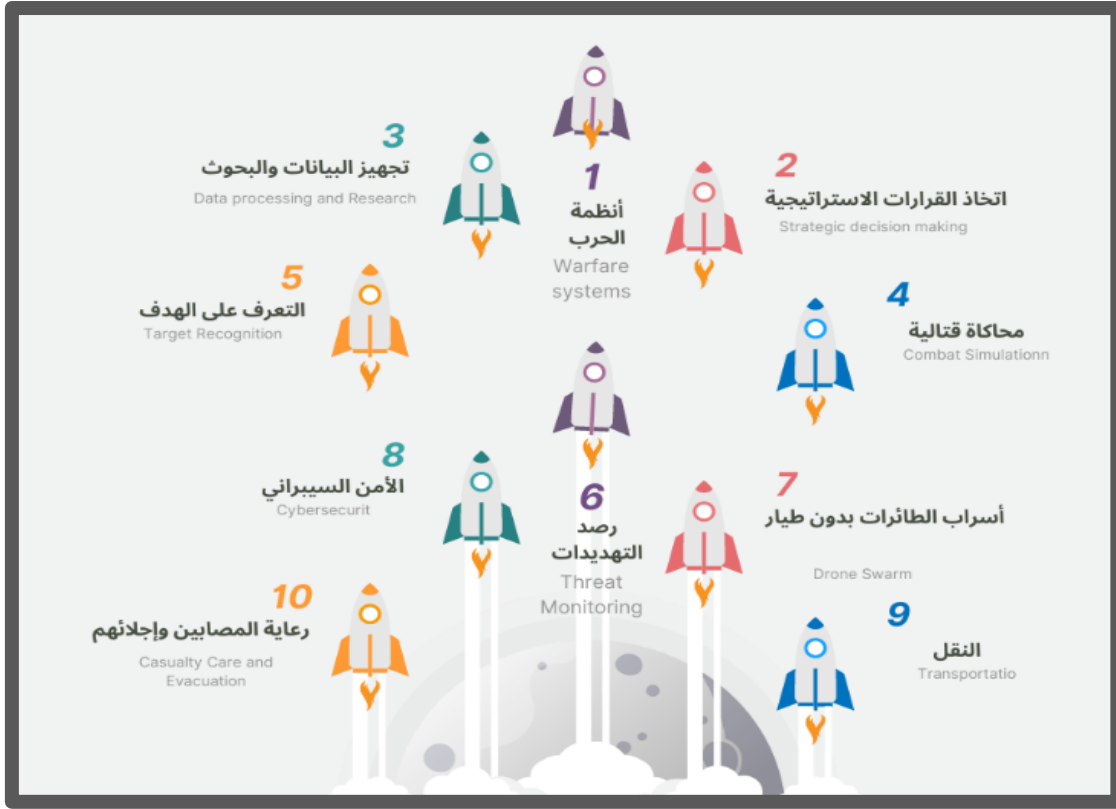 1
أنظمة
الحرب
Warfare
systems
2
اتخاذ القرارات الاستراتيجية
Strategic decision making
3
تجهيز البيانات والبحوث
Data processing and Research
4
محاكاة قتالية
Combat Simulationn
5
التعرف على الهدف
Target Recognition
6
رصد
التهديدات
Threat
Monitoring
7
أسراب الطائرات بدون طيار
Drone Swarm
8
الأمن السيبراني
Cybersecurit
9
النقل
Transportatio
10
رعاية المصابين وإجلائهم
Casualty Care and
Evacuation